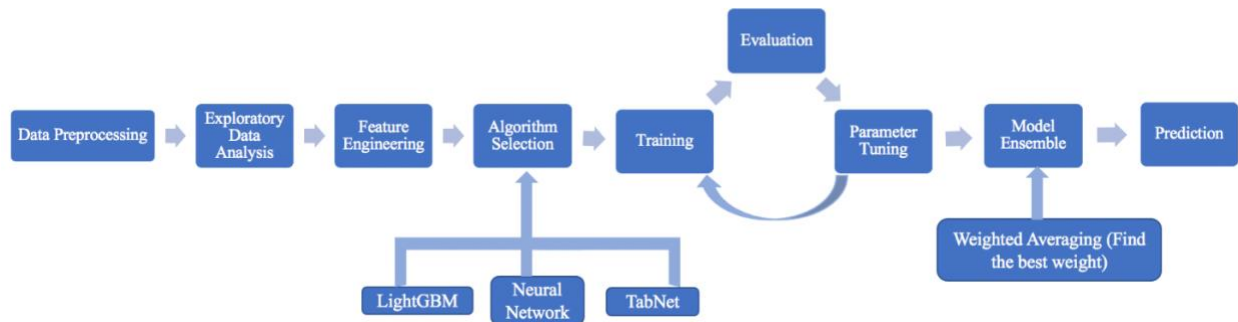 Evaluation
Data Preprocessing
Exploratory
Data
Analysis
Feature
Engineering
Algorithm
Selection
Training
Parameter
Tuning
Model
Ensemble
Prediction
Weighted Averaging (Find
the best weight)
LightGBM
Neural
Network
TabNet